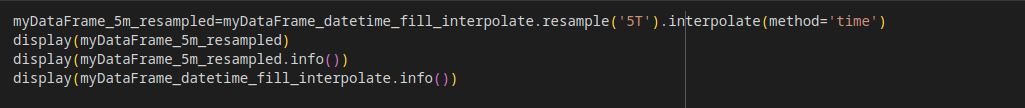 myDataFrame_5m_resampled=myDataFrame_datetime_fill_interpolate.resample('5T').interpolate(method='time')
display(myDataFrame_5m_resampled)
display(myDataFrame_5m_resampled.info())
display(myDataFrame_datetime_fill_interpolate.info())